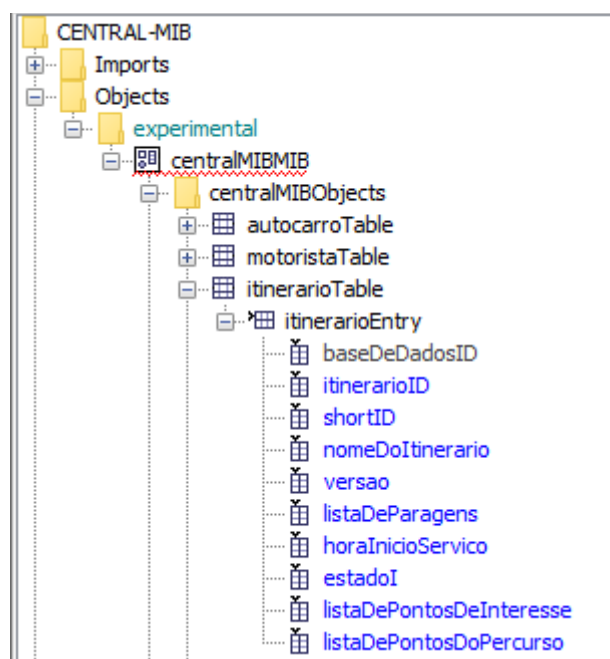 CENTRAL-MIB
Imports
Objects
experimental
centralMIBMIB
centralMIBObjects
autocarroTable
motoristaTable
itinerarioTable
itinerarioEntry
baseDeDadosID
itinerarioID
shortID
nomeDoItinerario
versao
listaDeParagens
horaInicioServico
estadoI
listaDePontosDeInteresse
listaDePontosDoPercurso